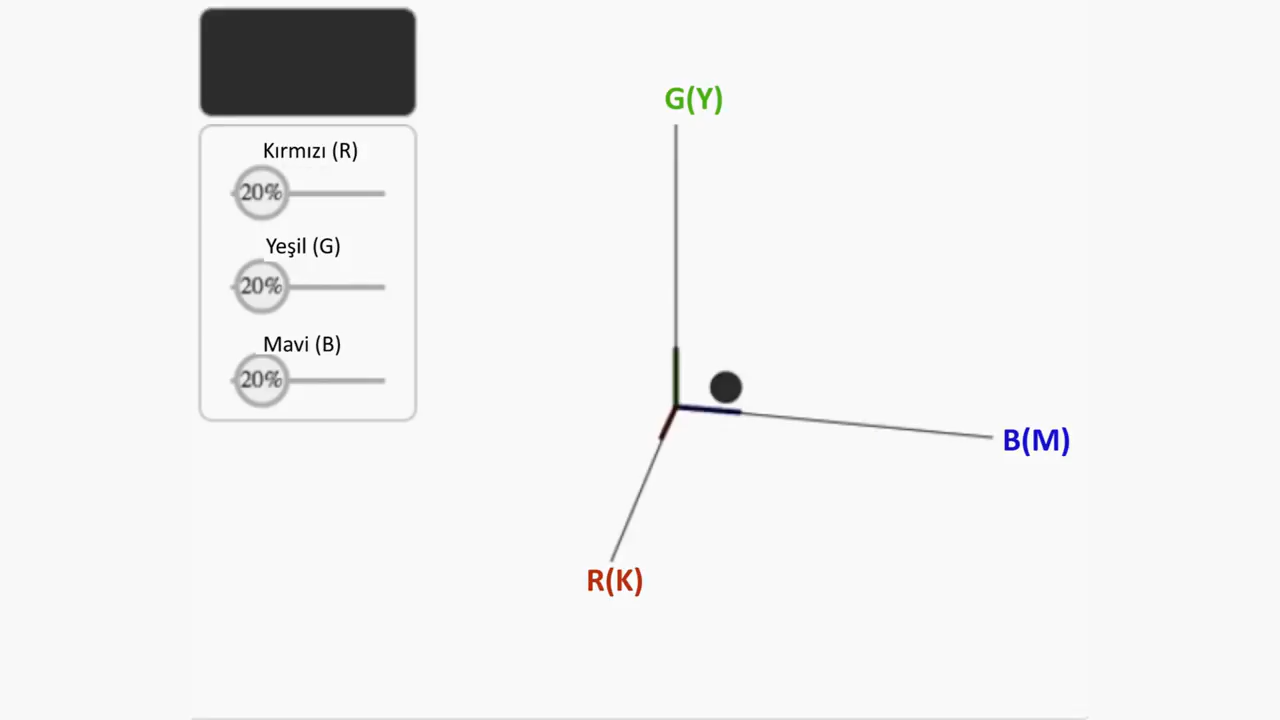 Kırmızı (R)
20%
Yeşil (G)
20%
Mavi (B)
20%
G(Y)
B(M)
R(K)